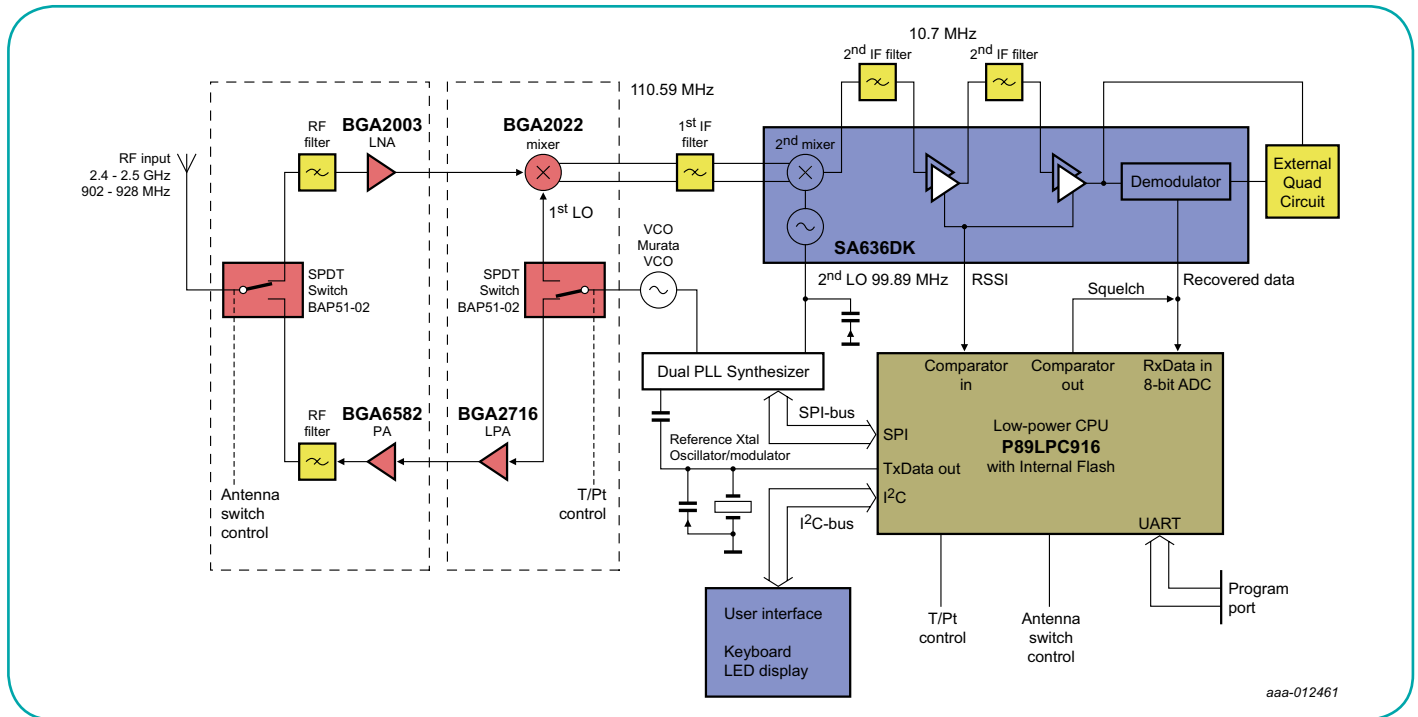 10.7 MHz
2nd IF filter
2nd IF filter
110.59 MHz
RF
filter
BGA2003
LNA
BGA2022
mixer
1st IF
filter
2nd mixer
RF input
2.4 - 2.5 GHz
902 - 928 MHz
Demodulator
External
Quad
Circuit
1st LO
SA636DK
VCO
Murata
VCO
SPDT
Switch
BAP51-02
SPDT
Switch
BAP51-02
2nd LO 99.89 MHz
RSSI
Squelch
Recovered data
Dual PLL Synthesizer
Comparator
in
Comparator
out
RxData in
8-bit ADC
RF
filter
BGA6582
PA
BGA2716
LPA
SPI-bus
SPI
Low-power CPU
P89LPC916
with Internal Flash
Reference Xtal
Oscillator/modulator
TxData out
I2C
I2C-bus
UART
Antenna
switch
control
T/Pt
control
User interface
Keyboard
LED display
T/Pt
control
Antenna
switch
control
Program
port
aaa-012461